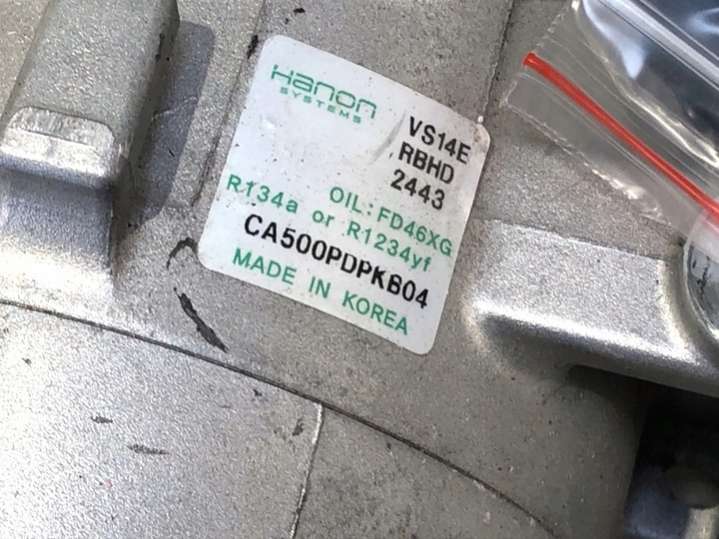 Hanon
SYSTEMS
VS14E
RBHD
2443
OIL: FD46XG
R134a or R1234yf
CA500PDPKB04
MADE IN KOREA